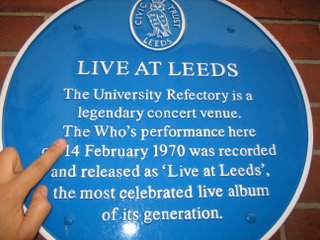 CIVIC TRUST
LEEDS
LIVE AT LEEDS
The University Refectory is a
legendary concert venue.
The Who's performance here
14 February 1970 was recorded
and released as 'Live at Leeds',
the most celebrated live album
of its generation.